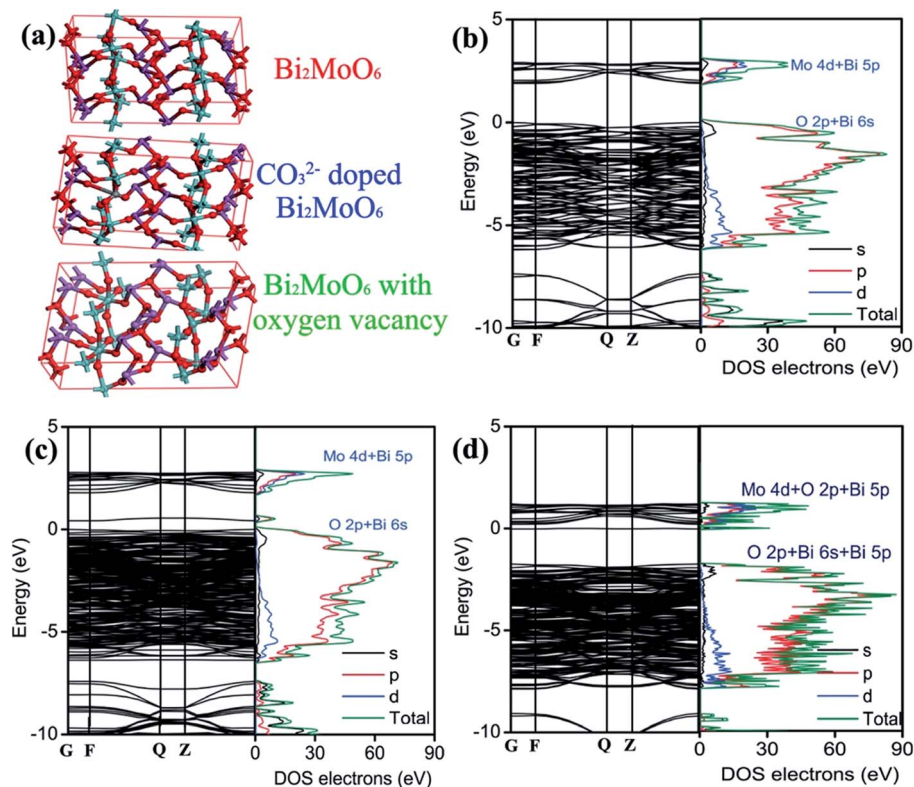 (a)
Bi₂MoO₆
CO₃²⁻ doped
Bi₂MoO₆
Bi₂MoO₆ with
oxygen vacancy
(b)
5
0
-5
-10
Energy (eV)
G F Q Z
Mo 4d+Bi 5p
O 2p+Bi 6s
s
p
d
Total
0 30 60 90
DOS electrons (eV)
(c)
5
0
-5
-10
Energy (eV)
G F Q Z
Mo 4d+Bi 5p
O 2p+Bi 6s
s
p
d
Total
0 30 60 90
DOS electrons (eV)
(d)
5
0
-5
-10
Energy (eV)
G F Q Z
Mo 4d+O 2p+Bi 5p
O 2p+Bi 6s+Bi 5p
s
p
d
Total
0 30 60 90
DOS electrons (eV)